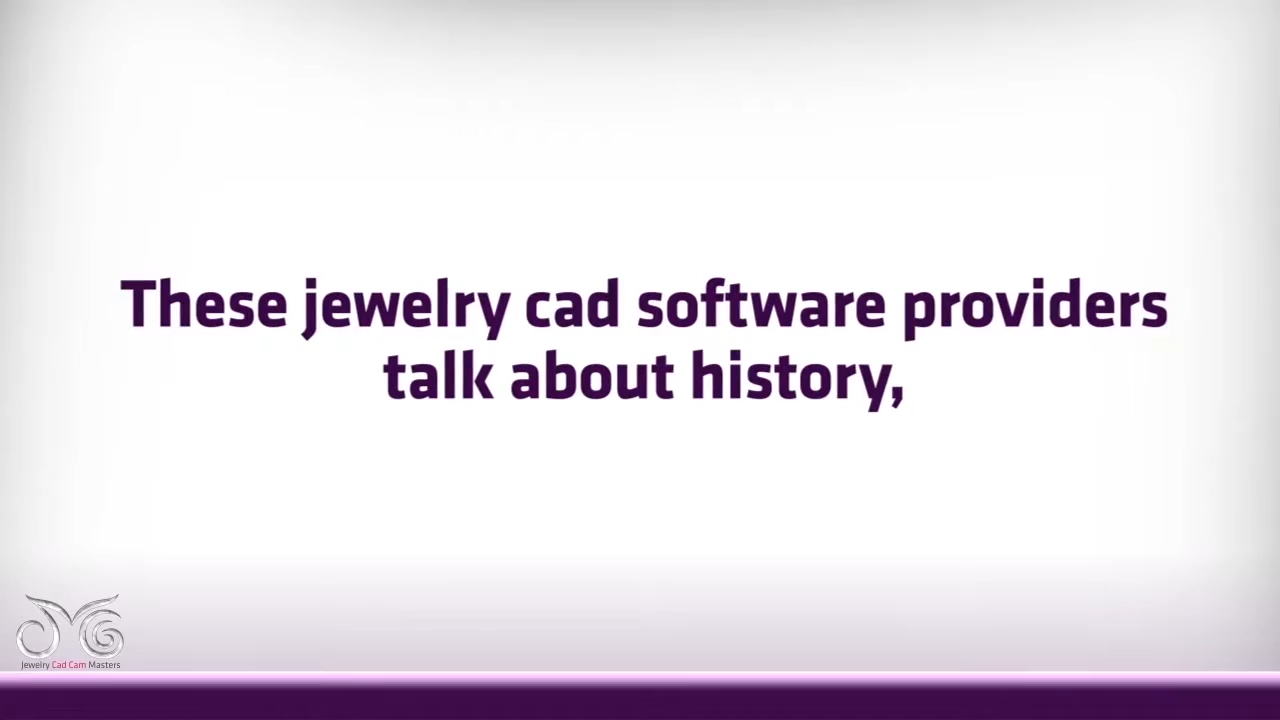 These jewelry cad software providers
talk about history,
Jewelry Cad Cam Masters